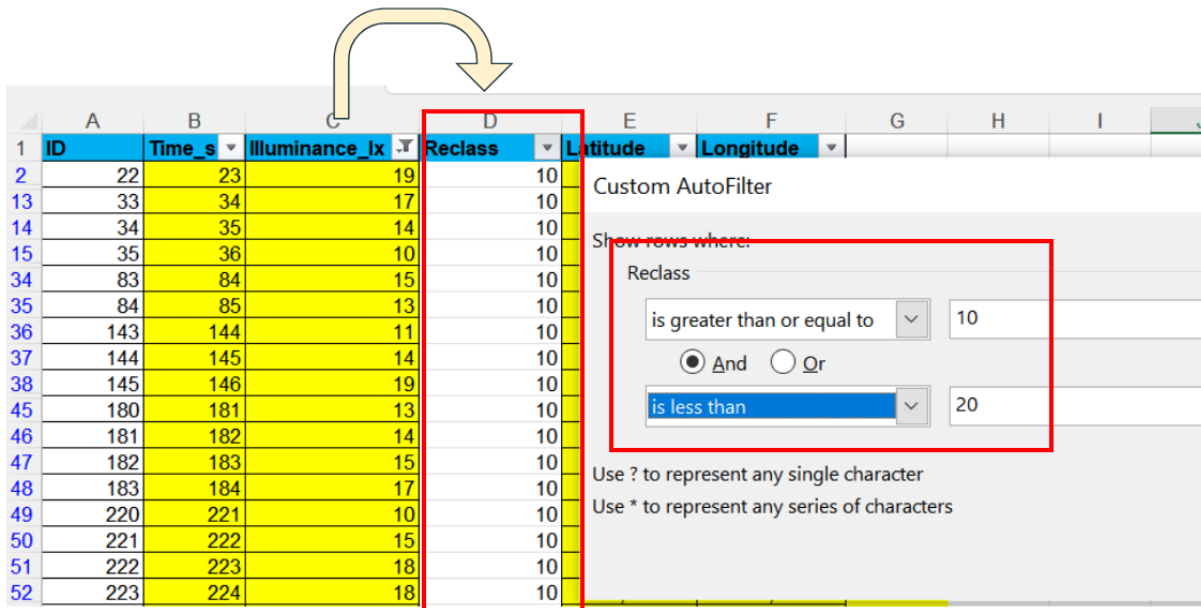 A B C D E F G H I
1 ID Time_s Illuminance_lx Reclass Latitude Longitude
2 22 23 19 10
13 33 34 17 10
14 34 35 14 10
15 35 36 10 10
34 83 84 15 10
35 84 85 13 10
36 143 144 11 10
37 144 145 14 10
38 145 146 19 10
45 180 181 13 10
46 181 182 14 10
47 182 183 15 10
48 183 184 17 10
49 220 221 10 10
50 221 222 15 10
51 222 223 18 10
52 223 224 18 10
Custom AutoFilter
Show rows where:
Reclass
is greater than or equal to 10
And Or
is less than 20
Use ? to represent any single character
Use * to represent any series of characters